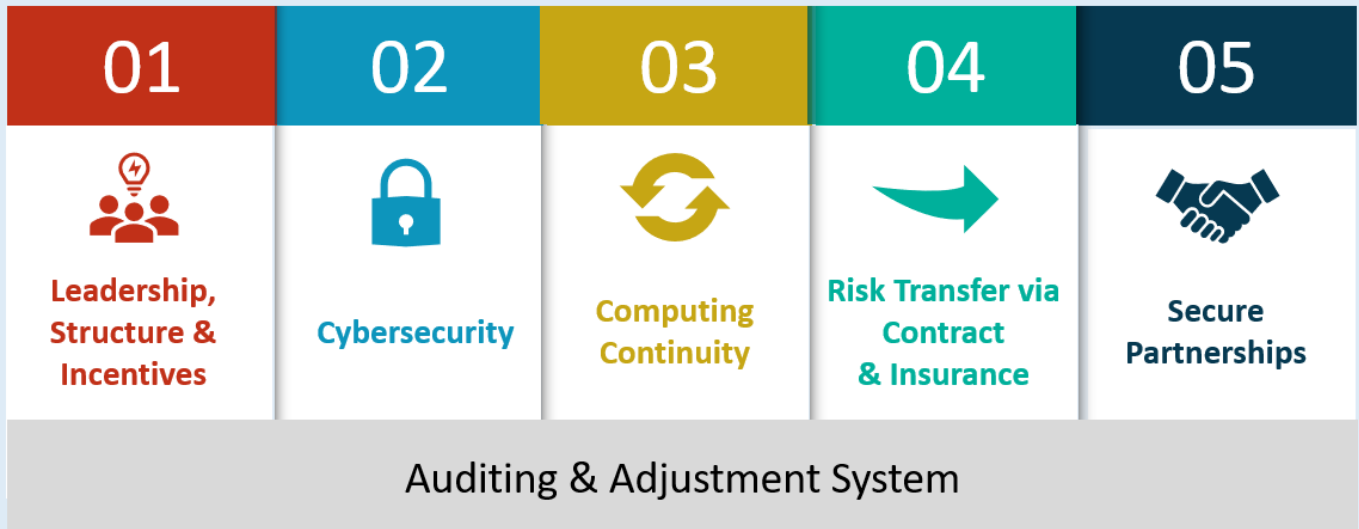 01
02
03
04
05
Leadership,
Structure &
Incentives
Cybersecurity
Computing
Continuity
Risk Transfer via
Contract
& Insurance
Secure
Partnerships
Auditing & Adjustment System